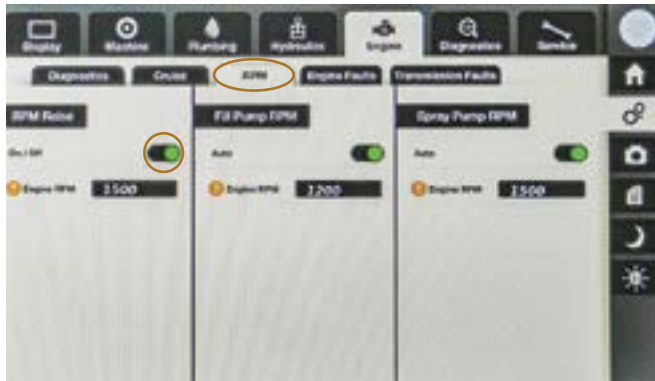 Display Machine Plumbing Hydraulics Engine Diagnostics Service
Diagnostics Cruise RPM Engine Faults Transmission Faults
RPM Raise Fill Pump RPM Spray Pump RPM
On / Off Auto Auto
Engine RPM 1500 Engine RPM 1200 Engine RPM 1500